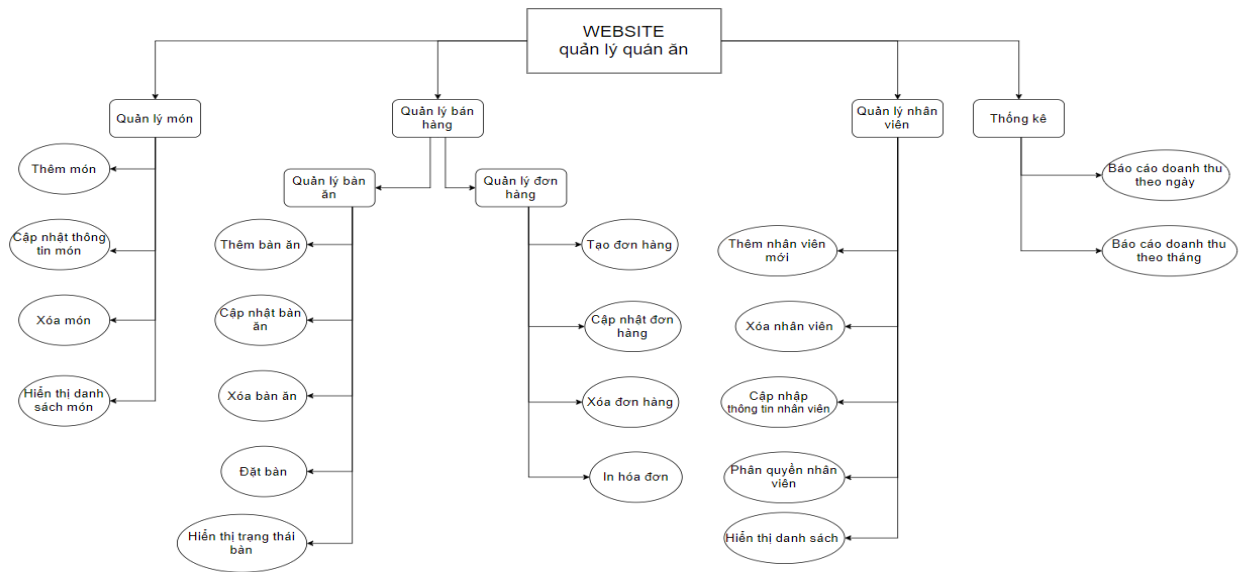 WEBSITE
quản lý quán ăn
Quản lý món
Quản lý bán
hàng
Quản lý nhân
viên
Thống kê
Thêm món
Cập nhật thông
tin món
Xóa món
Hiển thị danh
sách món
Quản lý bàn
ăn
Quản lý đơn
hàng
Thêm bàn ăn
Cập nhật bàn
ăn
Xóa bàn ăn
Đặt bàn
Hiển thị trạng thái
bàn
Tạo đơn hàng
Cập nhật đơn
hàng
Xóa đơn hàng
In hóa đơn
Thêm nhân viên
mới
Xóa nhân viên
Cập nhập
thông tin nhân viên
Phân quyền nhân
viên
Hiển thị danh sách
Báo cáo doanh thu
theo ngày
Báo cáo doanh thu
theo tháng